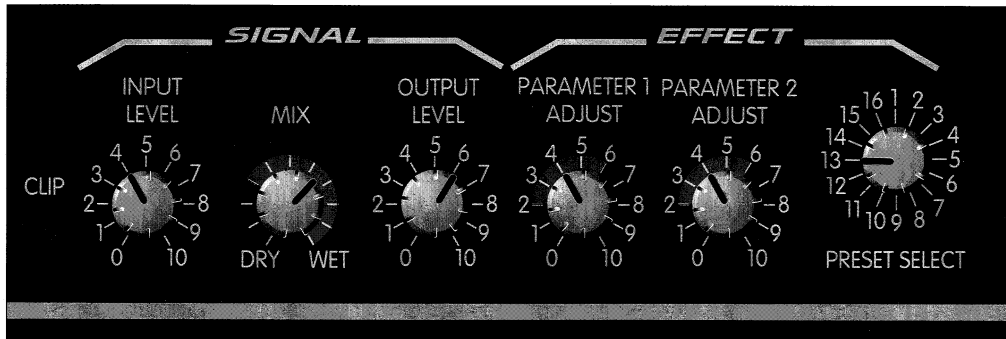 SIGNAL
EFFECT
INPUT LEVEL
MIX
OUTPUT LEVEL
PARAMETER 1 ADJUST
PARAMETER 2 ADJUST
CLIP
0 1 2 3 4 5 6 7 8 9 10
DRY WET
0 1 2 3 4 5 6 7 8 9 10
0 1 2 3 4 5 6 7 8 9 10
0 1 2 3 4 5 6 7 8 9 10
1 2 3 4 5 6 7 8 9 10 11 12 13 14 15 16
PRESET SELECT